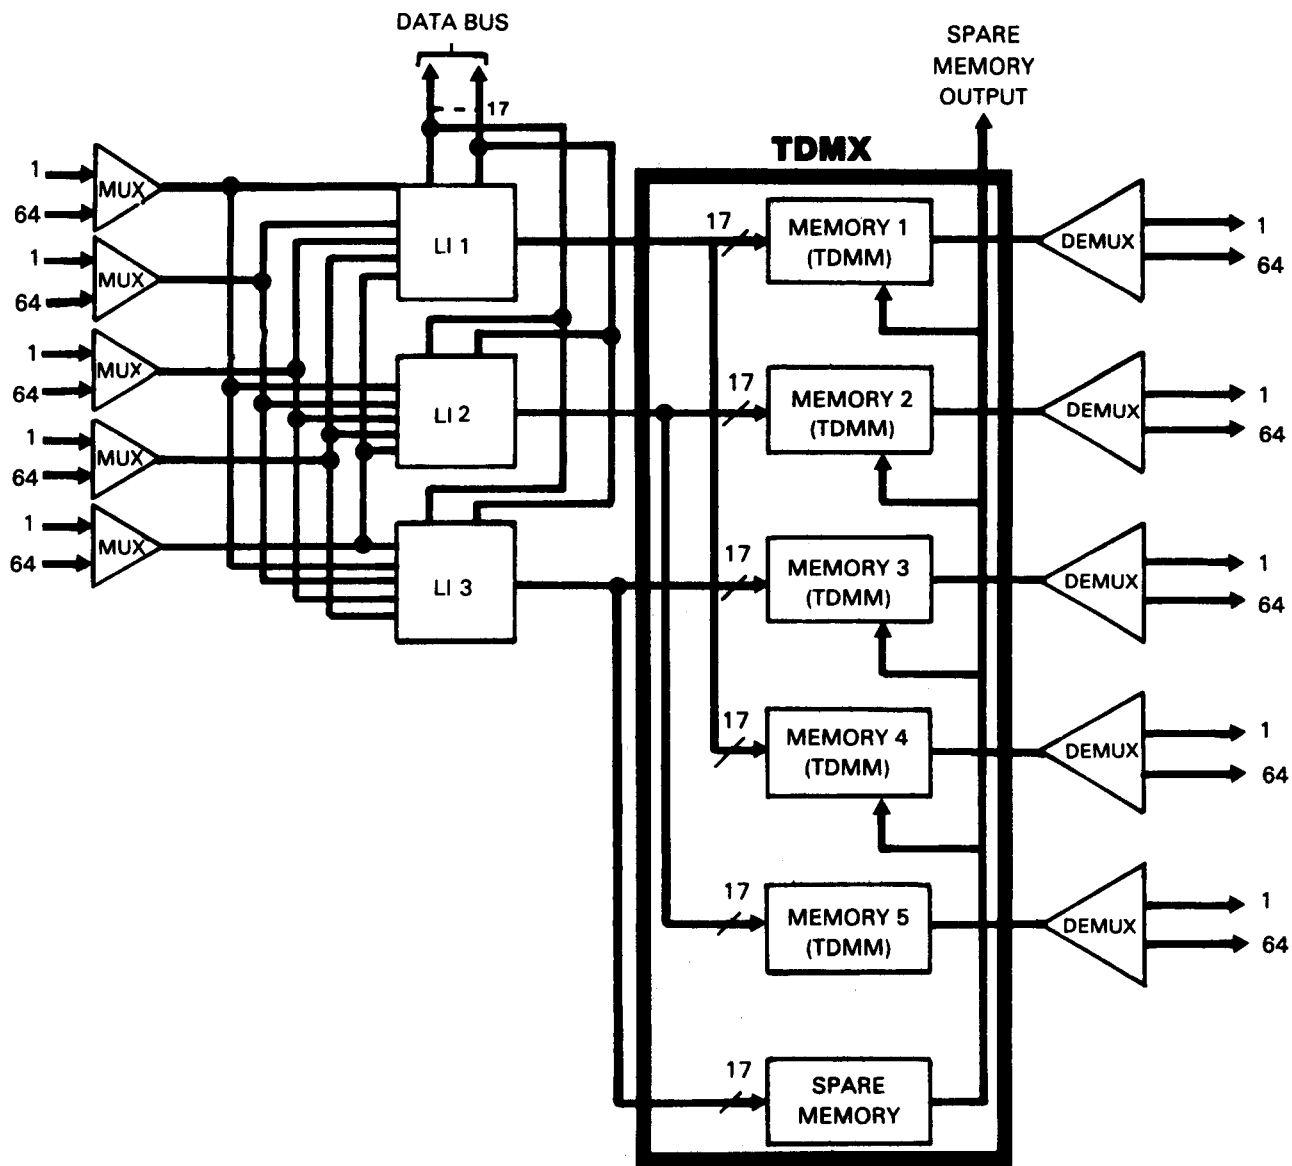 DATA BUS
17
SPARE
MEMORY
OUTPUT
TDMX
1
64
MUX
1
64
MUX
1
64
MUX
1
64
MUX
1
64
MUX
LI 1
LI 2
LI 3
17
MEMORY 1
(TDMM)
DEMUX
1
64
17
MEMORY 2
(TDMM)
DEMUX
1
64
17
MEMORY 3
(TDMM)
DEMUX
1
64
17
MEMORY 4
(TDMM)
DEMUX
1
64
17
MEMORY 5
(TDMM)
DEMUX
1
64
17
SPARE
MEMORY